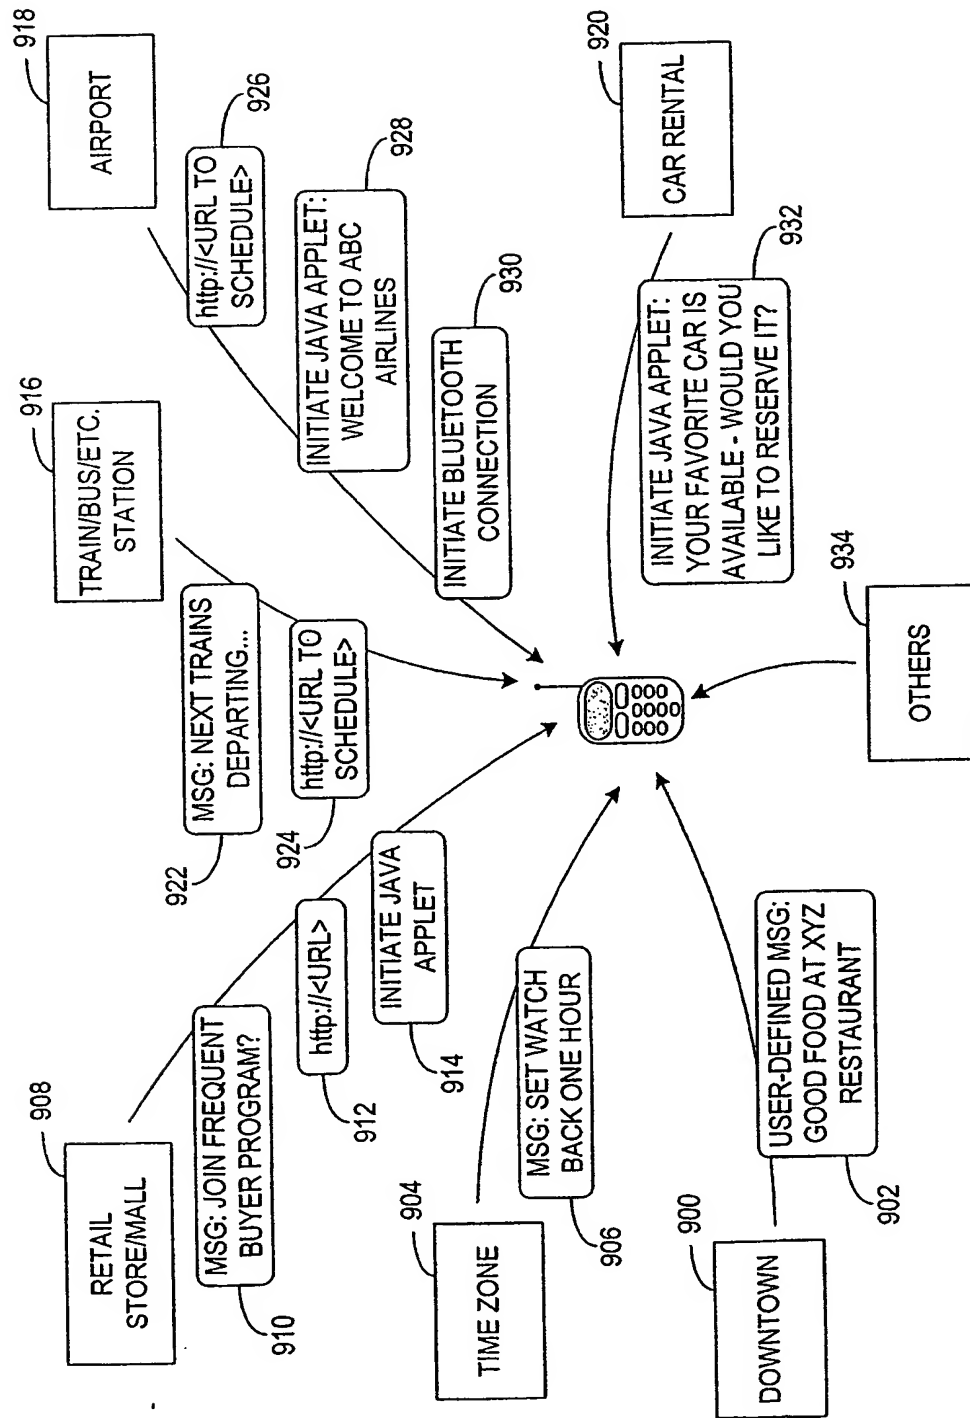 908
RETAIL
STORE/MALL
MSG: JOIN FREQUENT
BUYER PROGRAM?
910
http://<URL>
912
INITIATE JAVA
APPLET
914
916
TRAIN/BUS/ETC.
STATION
MSG: NEXT TRAINS
DEPARTING...
922
http://<URL TO
SCHEDULE>
924
918
AIRPORT
http://<URL TO
SCHEDULE>
926
INITIATE JAVA APPLET:
WELCOME TO ABC
AIRLINES
928
INITIATE BLUETOOTH
CONNECTION
930
904
TIME ZONE
MSG: SET WATCH
BACK ONE HOUR
906
920
CAR RENTAL
INITIATE JAVA APPLET:
YOUR FAVORITE CAR IS
AVAILABLE - WOULD YOU
LIKE TO RESERVE IT?
932
900
DOWNTOWN
USER-DEFINED MSG:
GOOD FOOD AT XYZ
RESTAURANT
902
934
OTHERS